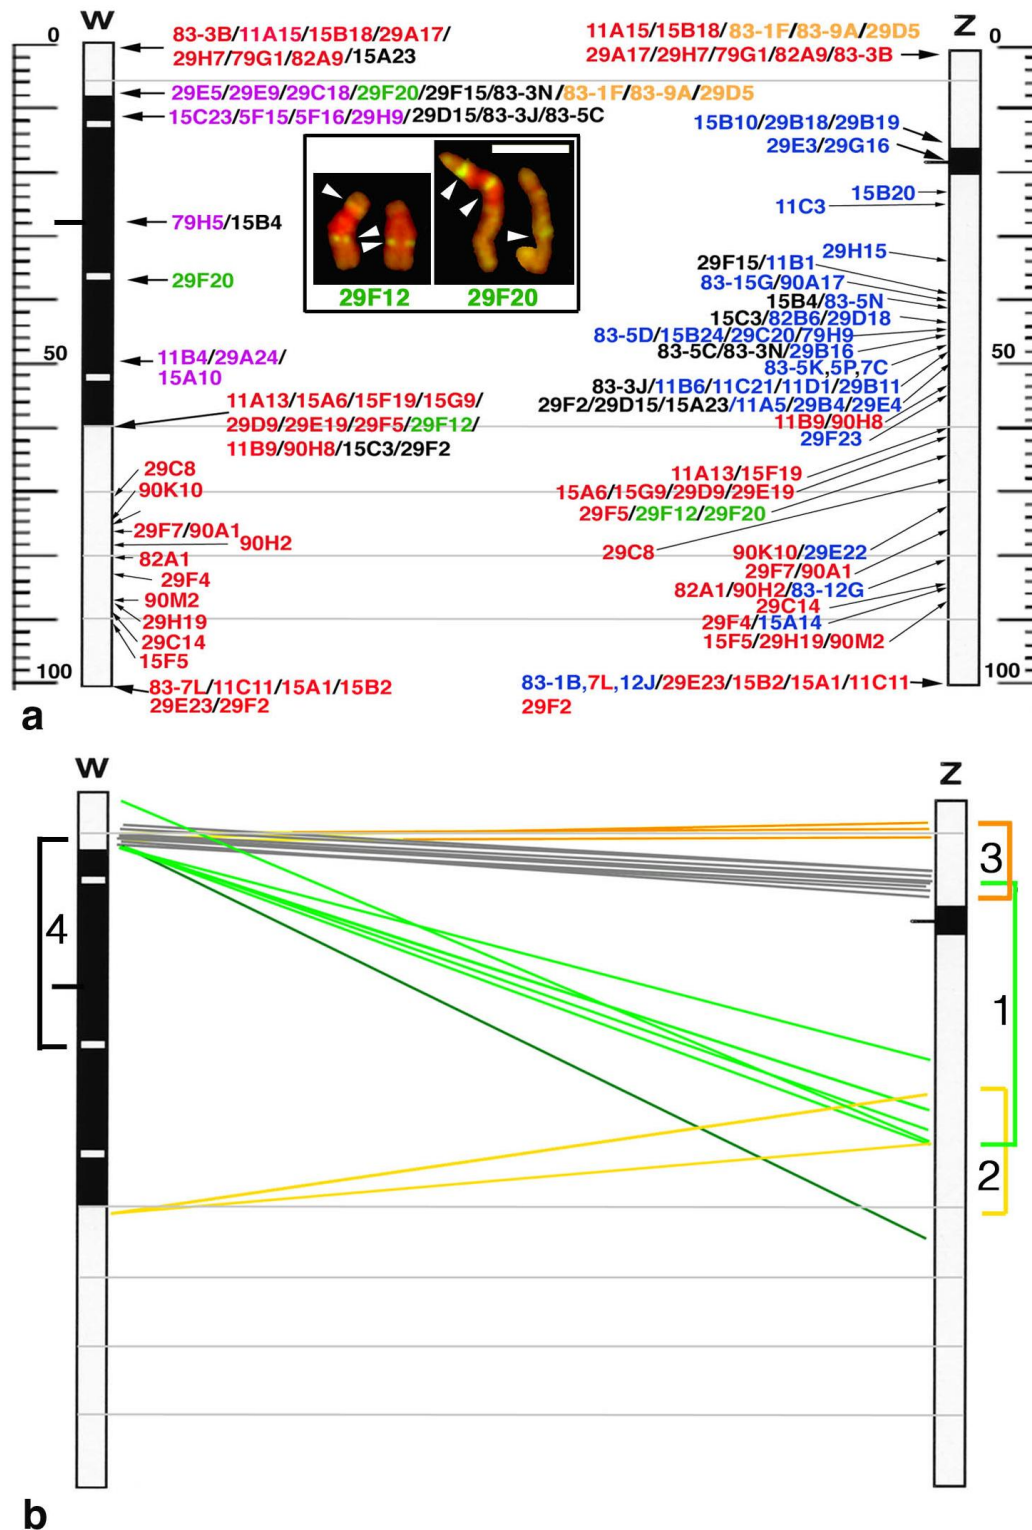 W
Z
0
0
83-3B/11A15/15B18/29A17/
29H7/79G1/82A9/15A23
11A15/15B18/83-1F/83-9A/29D5
29A17/29H7/79G1/82A9/83-3B
29E5/29E9/29C18/29F20/29F15/83-3N/83-1F/83-9A/29D5
15C23/5F15/5F16/29H9/29D15/83-3J/83-5C
15B10/29B18/29B19
29E3/29G16
15B20
11C3
79H5/15B4
29F20
29F12
29F20
29H15
29F15/11B1
83-15G/90A17
15B4/83-5N
15C3/82B6/29D18
83-5D/15B24/29C20/79H9
83-5C/83-3N/29B16
83-5K,5P,7C
83-3J/11B6/11C21/11D1/29B11
29F2/29D15/15A23/11A5/29B4/29E4
11B9/90H8
29F23
50
50
11B4/29A24/
15A10
11A13/15A6/15F19/15G9/
29D9/29E19/29F5/29F12/
11B9/90H8/15C3/29F2
29C8
90K10
29F7/90A1
90H2
82A1
29F4
90M2
29H19
29C14
15F5
11A13/15F19
15A6/15G9/29D9/29E19
29F5/29F12/29F20
29C8
90K10/29E22
29F7/90A1
82A1/90H2/83-12G
29C14
29F4/15A14
15F5/29H19/90M2
100
100
83-7L/11C11/15A1/15B2
29E23/29F2
83-1B,7L,12J/29E23/15B2/15A1/11C11
29F2
a
W
Z
3
4
1
2
b